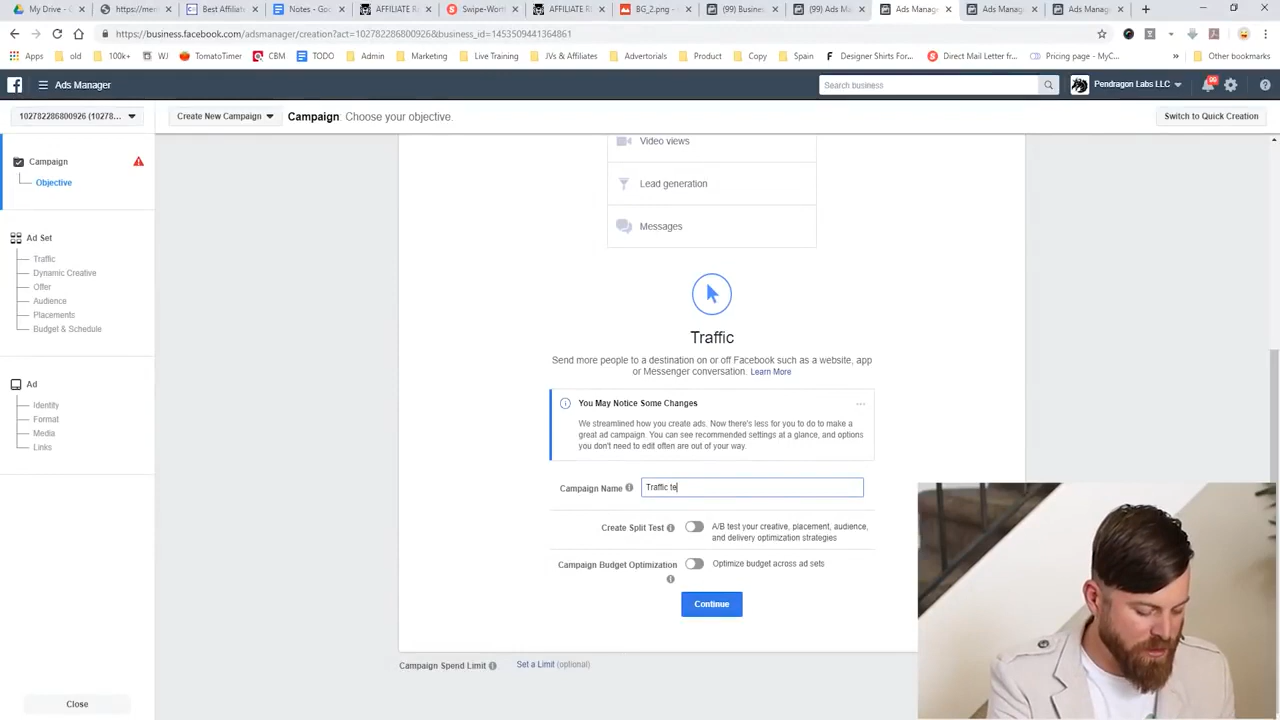 My Drive - G
https://men
Best Affiliate
Notes - Goo
AFFILIATE R
Swipe-Wort
AFFILIATE RI
BG_2.png -
(99) Busines
(99) Ads Ma
Ads Manag
Ads Manag
Ads Manag
https://business.facebook.com/adsmanager/creation?act=102782286800926&business_id=1453509441364861
Apps
old
100k+
WJ
TomatoTimer
CBM
TODO
Admin
Marketing
Live Training
JVs & Affiliates
Advertorials
Product
Copy
Spain
Designer Shirts For...
Direct Mail Letter fr...
Pricing page - MyC...
Other bookmarks
Ads Manager
Search business
Pendragon Labs LLC
102782286800926 (10278...
Create New Campaign
Campaign: Choose your objective.
Switch to Quick Creation
Campaign
Objective
Ad Set
Traffic
Dynamic Creative
Offer
Audience
Placements
Budget & Schedule
Ad
Identity
Format
Media
Links
Close
Video views
Lead generation
Messages
Traffic
Send more people to a destination on or off Facebook such as a website, app
or Messenger conversation. Learn More
You May Notice Some Changes
We streamlined how you create ads. Now there's less for you to do to make a
great ad campaign. You can see recommended settings at a glance, and options
you don't need to edit often are out of your way.
Campaign Name
Traffic te
Create Split Test
A/B test your creative, placement, audience,
and delivery optimization strategies
Campaign Budget Optimization
Optimize budget across ad sets
Continue
Campaign Spend Limit
Set a Limit (optional)